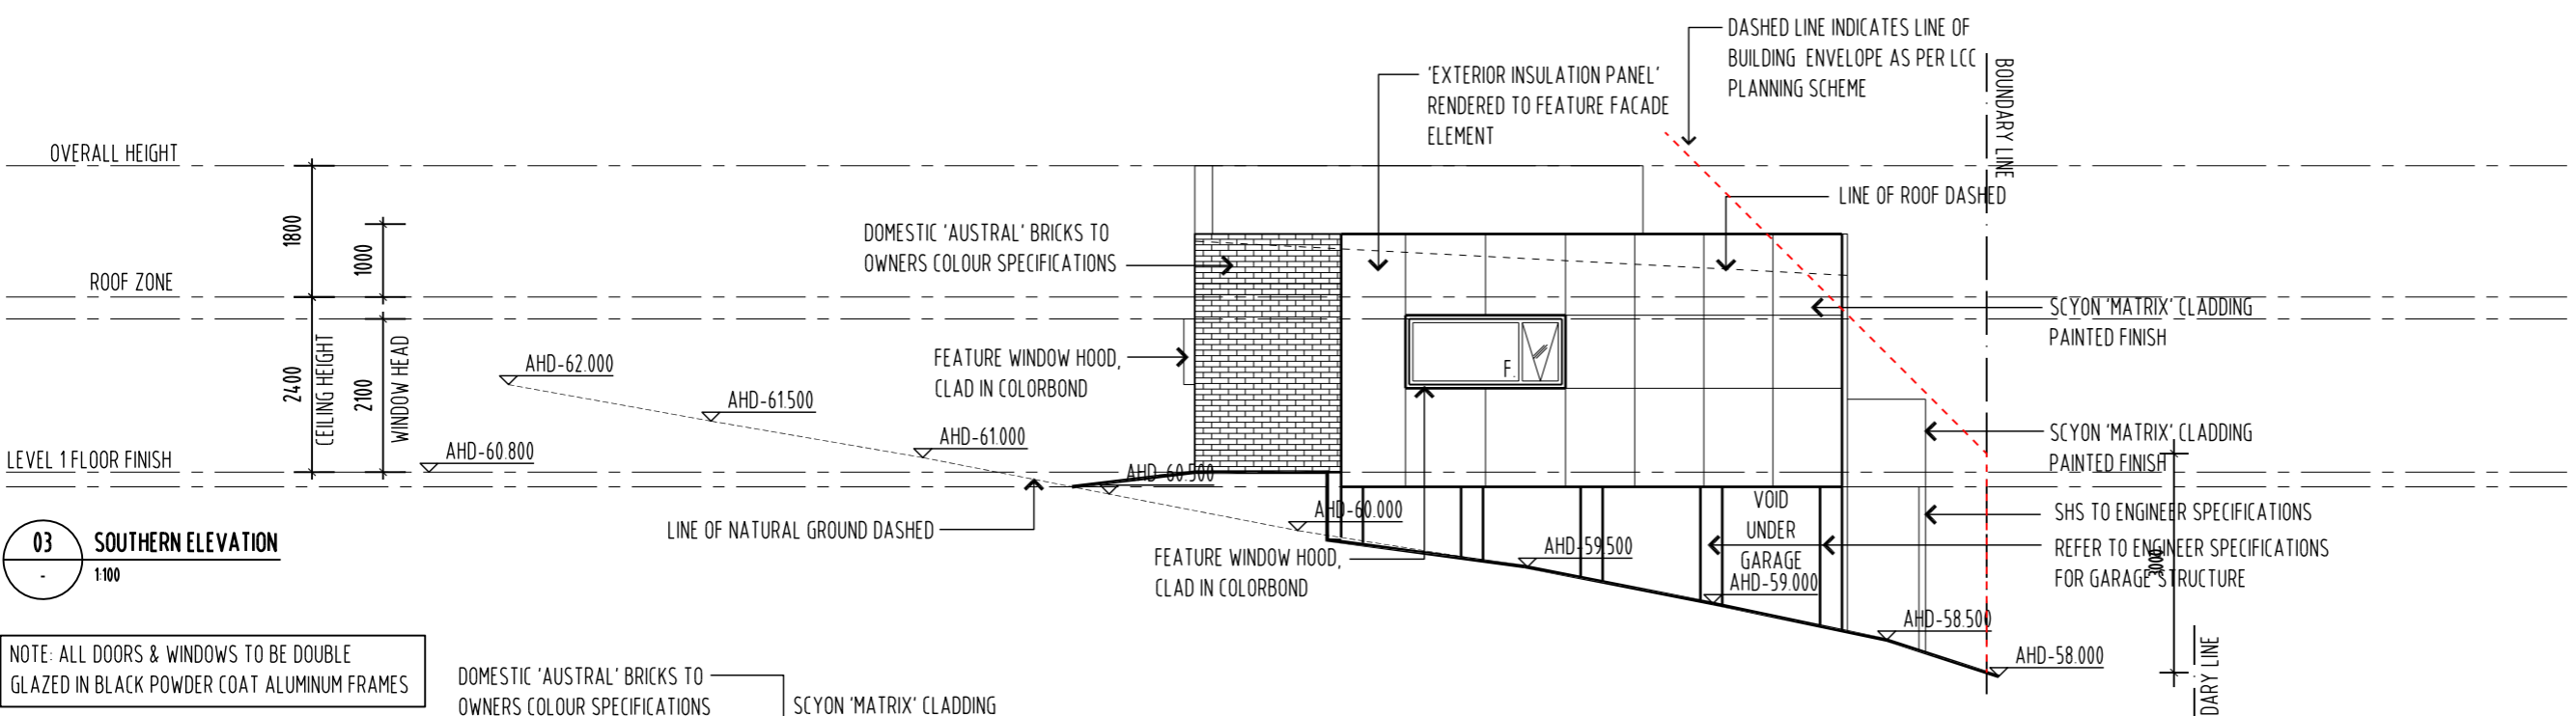 DASHED LINE INDICATES LINE OF
BUILDING ENVELOPE AS PER LCC
PLANNING SCHEME
BOUNDARY LINE
'EXTERIOR INSULATION PANEL'
RENDERED TO FEATURE FACADE
ELEMENT
OVERALL HEIGHT
LINE OF ROOF DASHED
1800
1000
DOMESTIC 'AUSTRAL' BRICKS TO
OWNERS COLOUR SPECIFICATIONS
ROOF ZONE
SCYON 'MATRIX' CLADDING
PAINTED FINISH
2400
CEILING HEIGHT
2100
WINDOW HEAD
AHD-62.000
AHD-61.500
AHD-61.000
AHD-60.800
AHD-60.500
FEATURE WINDOW HOOD,
CLAD IN COLORBOND
F.
SCYON 'MATRIX' CLADDING
PAINTED FINISH
LEVEL 1 FLOOR FINISH
LINE OF NATURAL GROUND DASHED
AHD-60.000
AHD-59.500
VOID
UNDER
GARAGE
AHD-59.000
SHS TO ENGINEER SPECIFICATIONS
REFER TO ENGINEER SPECIFICATIONS
FOR GARAGE STRUCTURE
3000
03
SOUTHERN ELEVATION
-
1:100
FEATURE WINDOW HOOD,
CLAD IN COLORBOND
AHD-58.500
AHD-58.000
NOTE: ALL DOORS & WINDOWS TO BE DOUBLE
GLAZED IN BLACK POWDER COAT ALUMINUM FRAMES
DOMESTIC 'AUSTRAL' BRICKS TO
OWNERS COLOUR SPECIFICATIONS
SCYON 'MATRIX' CLADDING
DARY LINE